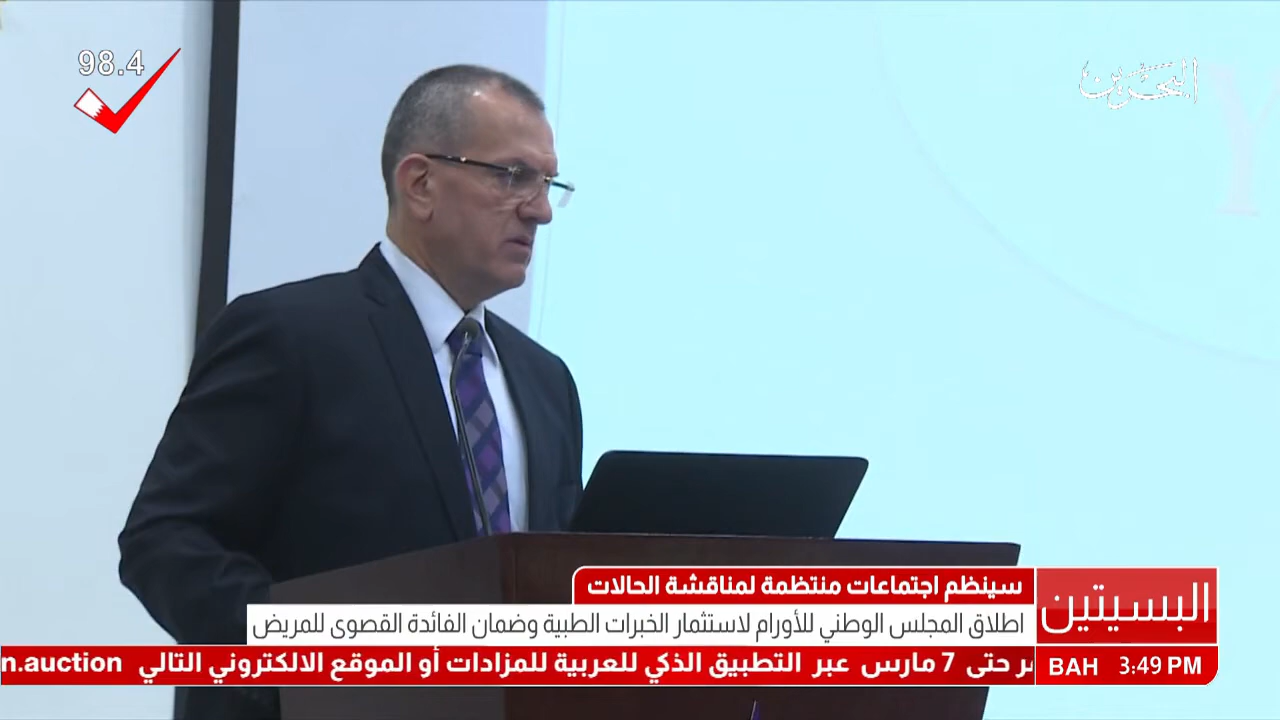 98.4
البحرين
Y
سينظم اجتماعات منتظمة لمناقشة الحالات
البسيتين
اطلاق المجلس الوطني للأورام لاستثمار الخبرات الطبية وضمان الفائدة القصوى للمريض
حتى 7 مارس عبر التطبيق الذكي للعربية للمزادات أو الموقع الالكتروني التالي n.auction
BAH 3:49 PM